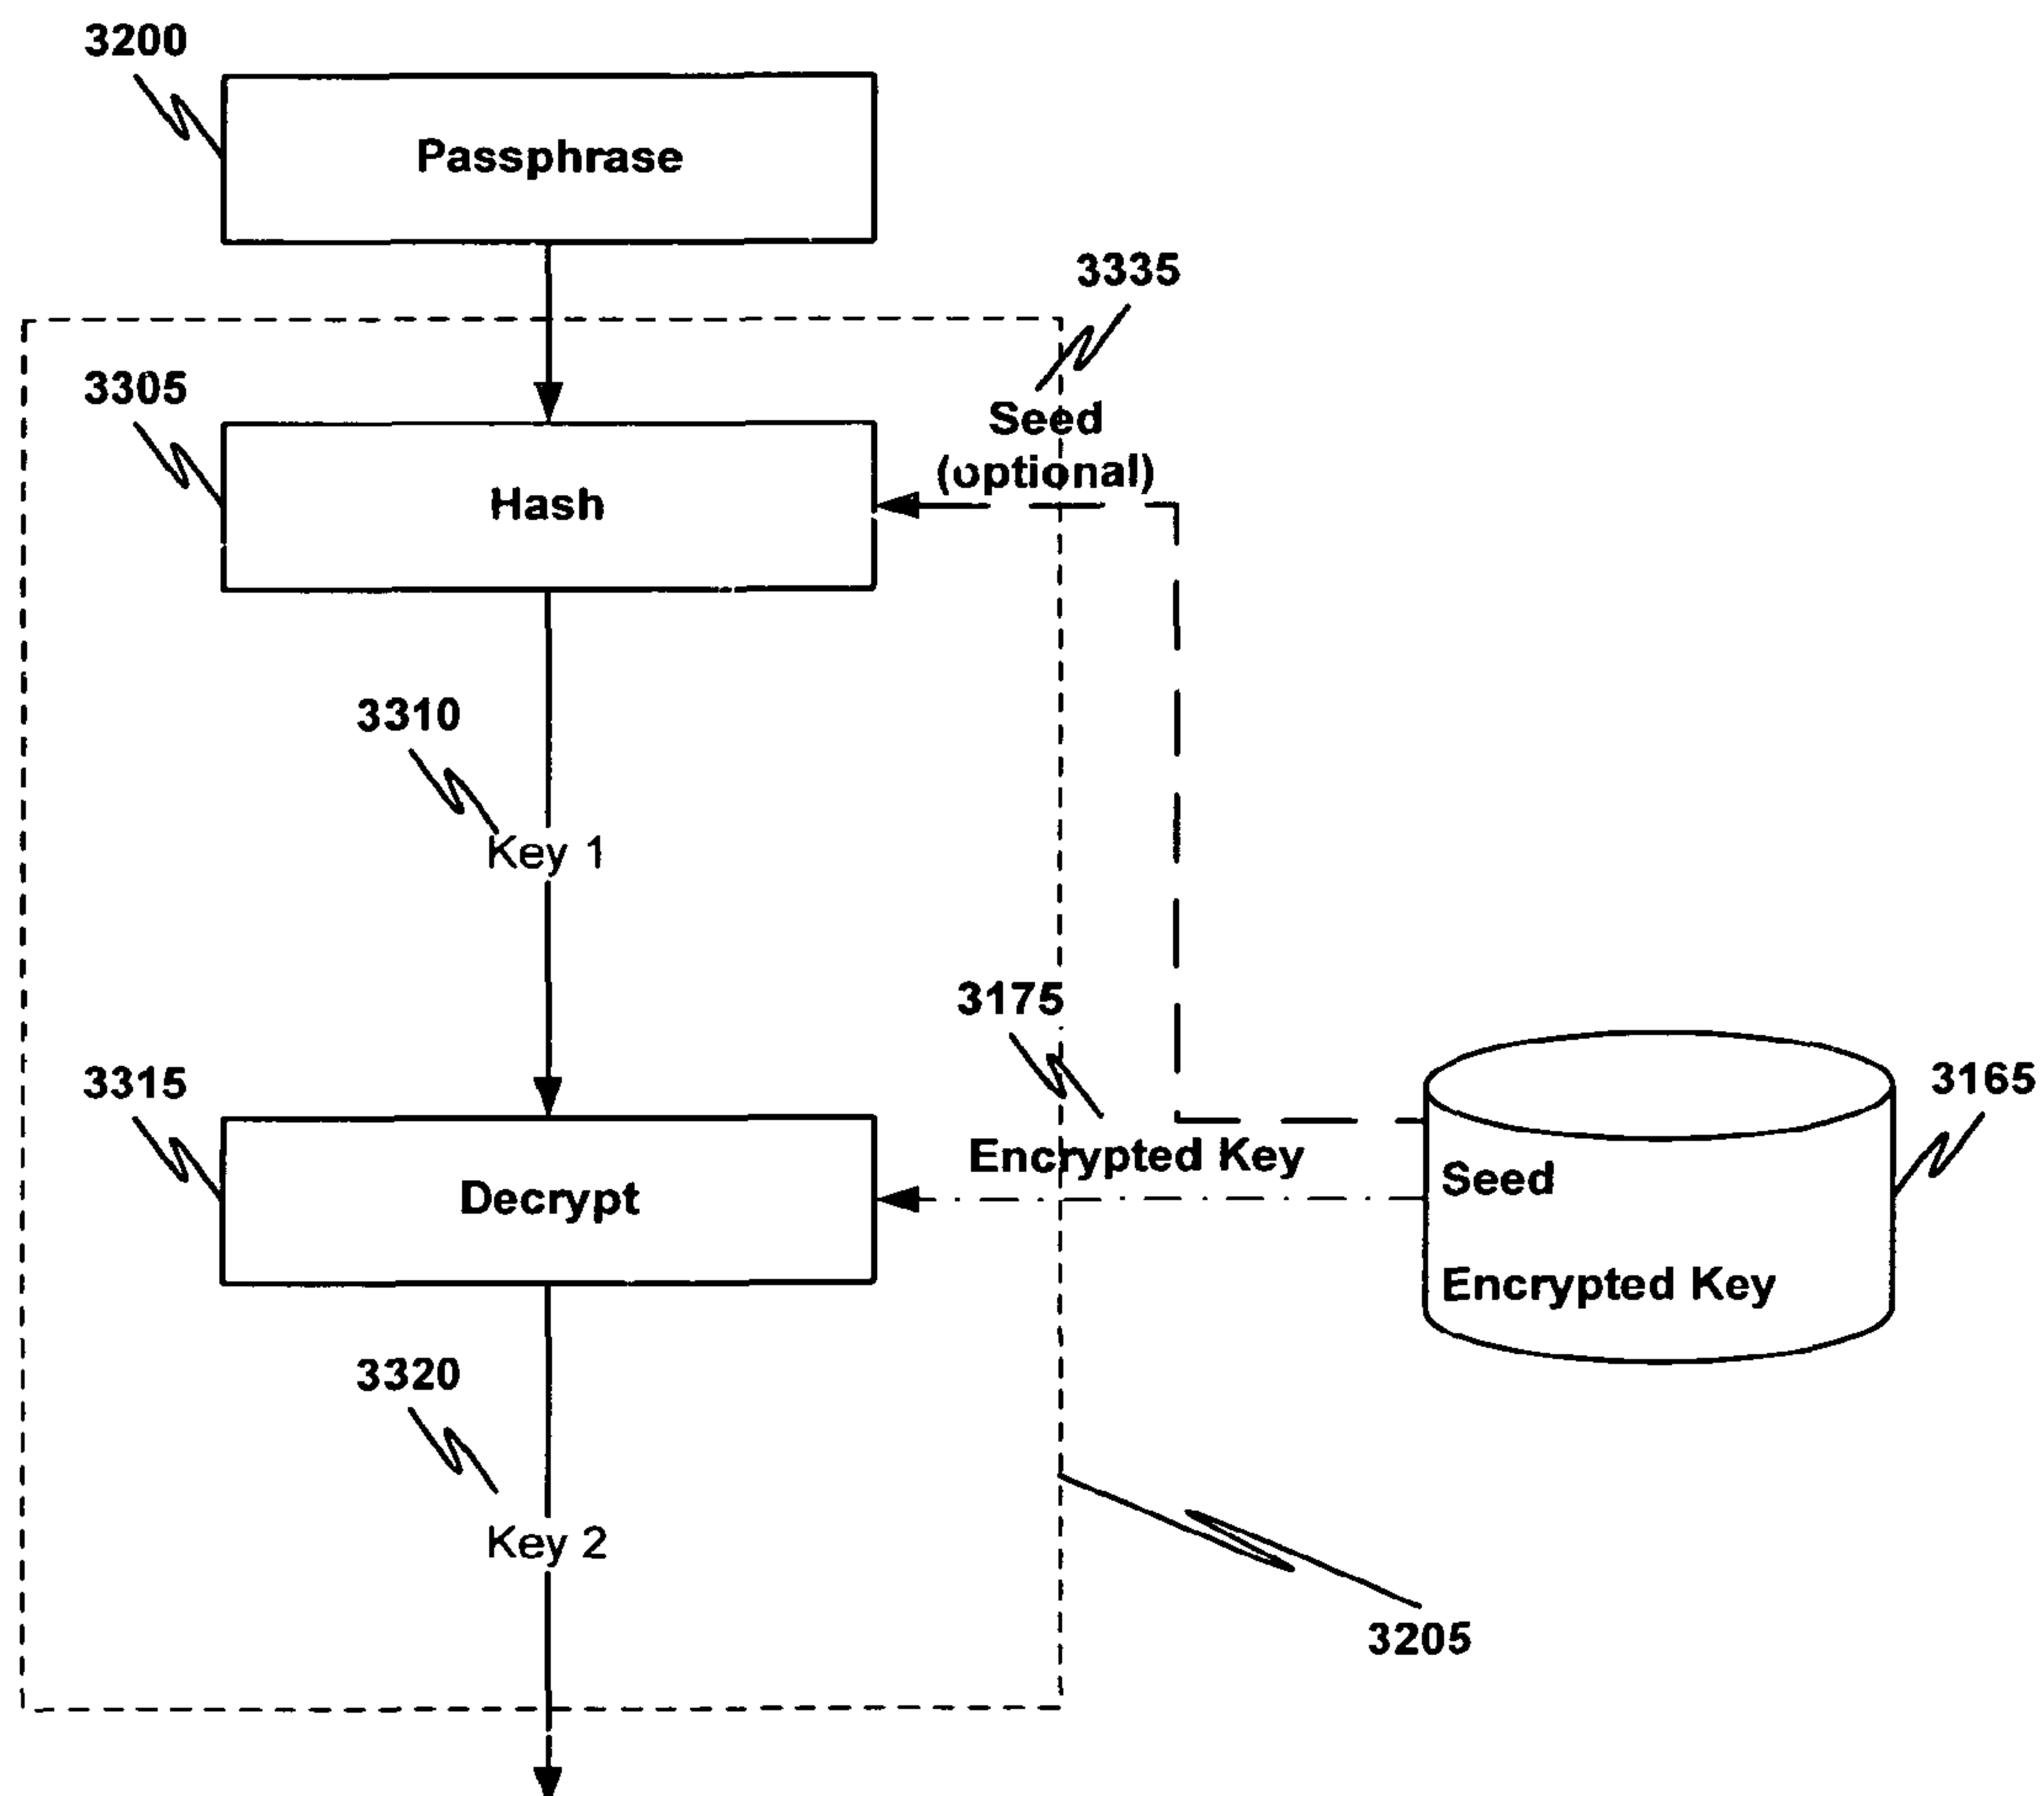 3200
Passphrase
3335
3305
Seed
(optional)
Hash
3310
Key 1
3175
3315
3165
Encrypted Key
Seed
Decrypt
Encrypted Key
3320
Key 2
3205